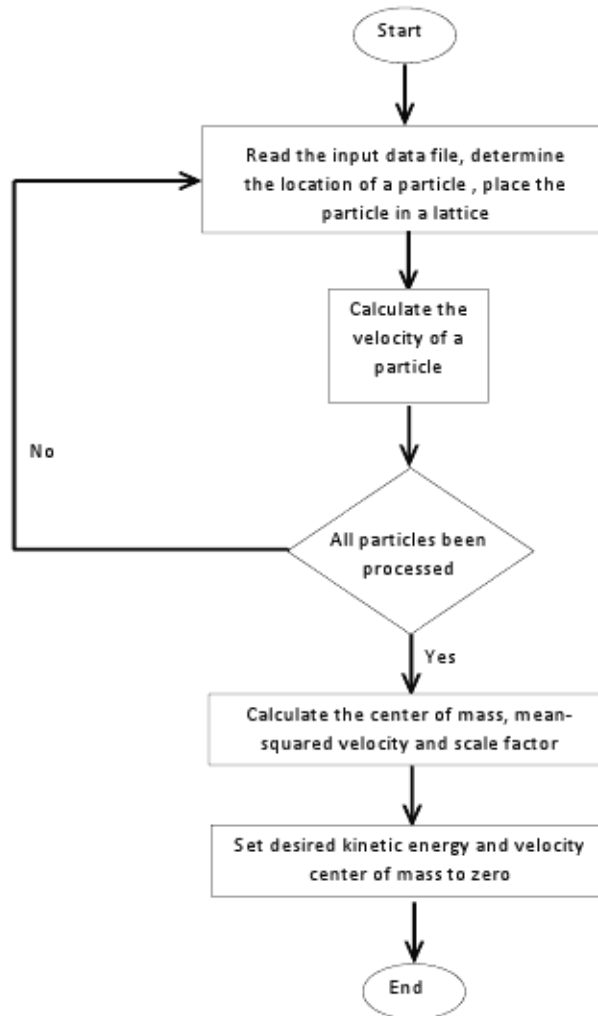 Start
Read the input data file, determine
the location of a particle , place the
particle in a lattice
Calculate the
velocity of a
particle
No
All particles been
processed
Yes
Calculate the center of mass, mean-
squared velocity and scale factor
Set desired kinetic energy and velocity
center of mass to zero
End